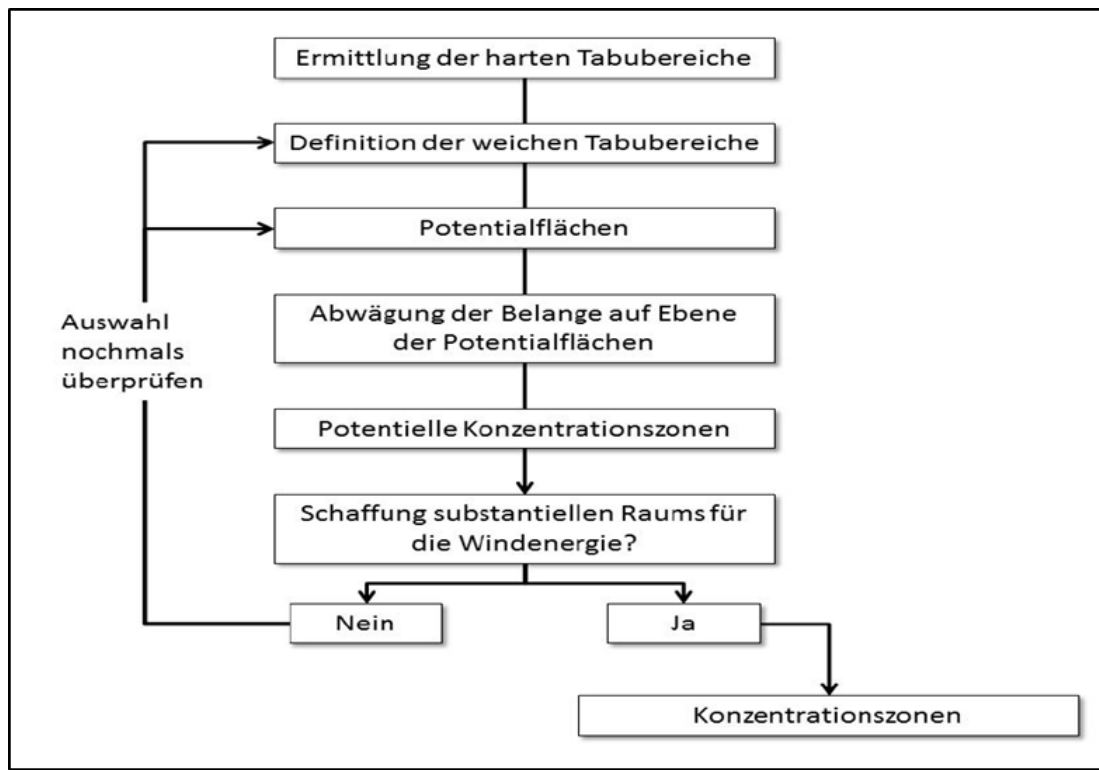 Ermittlung der harten Tabubereiche
Definition der weichen Tabubereiche
Potentialflächen
Abwägung der Belange auf Ebene
der Potentialflächen
Auswahl
nochmals
überprüfen
Potentielle Konzentrationszonen
Schaffung substantiellen Raums für
die Windenergie?
Nein
Ja
Konzentrationszonen